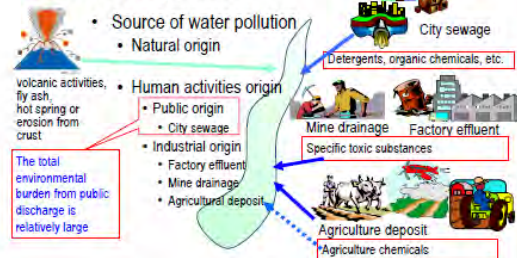 • Source of water pollution
• Natural origin
• Human activities origin
• Public origin
• City sewage
• Industrial origin
• Factory effluent
• Mine drainage
• Agricultural deposit
volcanic activities,
fly ash,
hot spring or
erosion from
crust
The total
environmental
burden from public
discharge is
relatively large
City sewage
Detergents, organic chemicals, etc.
Mine drainage
Factory effluent
Specific toxic substances
Agriculture deposit
Agriculture chemicals